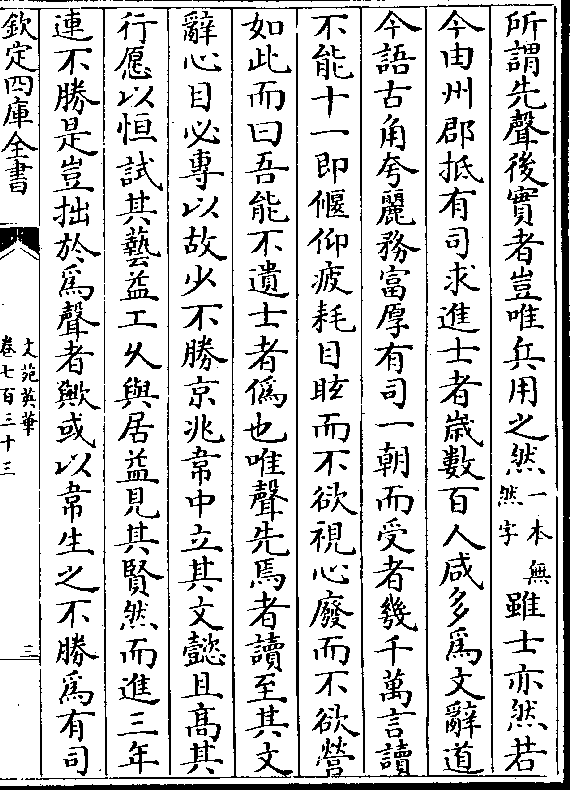 所謂先聲後實者豈唯兵用之然一本無然字雖士亦然若
今由州郡抵有司求進士者歳數百人咸多爲文辭道
今語古角夸麗務富厚有司一朝而受者幾千萬言讀
不能十一即偃仰疲耗目眩而不欲視心廢而不欲營
如此而曰吾能不遺士者僞也唯聲先焉者讀至其文
辭心目必專以故少不勝京兆韋中立其文懿且髙其
行愿以恒試其藝益工久與居益見其賢然而進三年
連不勝是豈拙於爲聲者歟或以韋生之不勝爲有司
欽定四庫全書
文苑英華
卷七百三十三
三